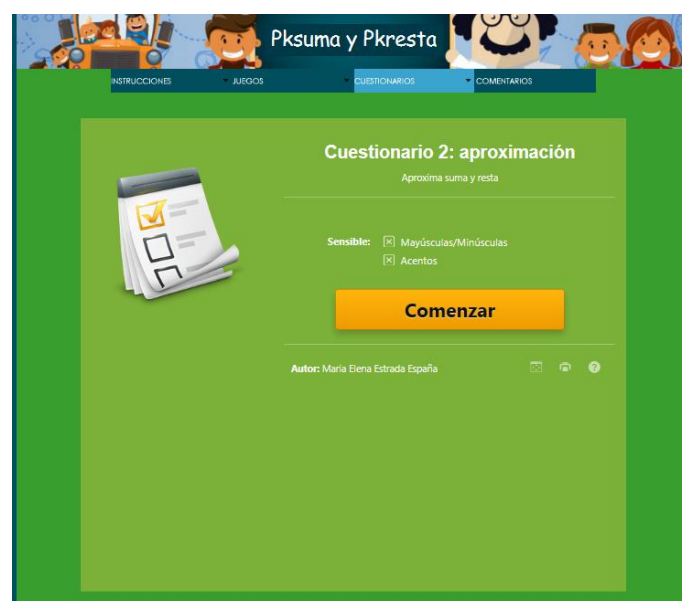 Pksuma y Pkresta
INSTRUCCIONES JUEGOS CUESTIONARIOS COMENTARIOS
Cuestionario 2: aproximación
Aproxima suma y resta
Sensible: Mayúsculas/Minúsculas
Acentos
Comenzar
Autor: Maria Elena Estrada España